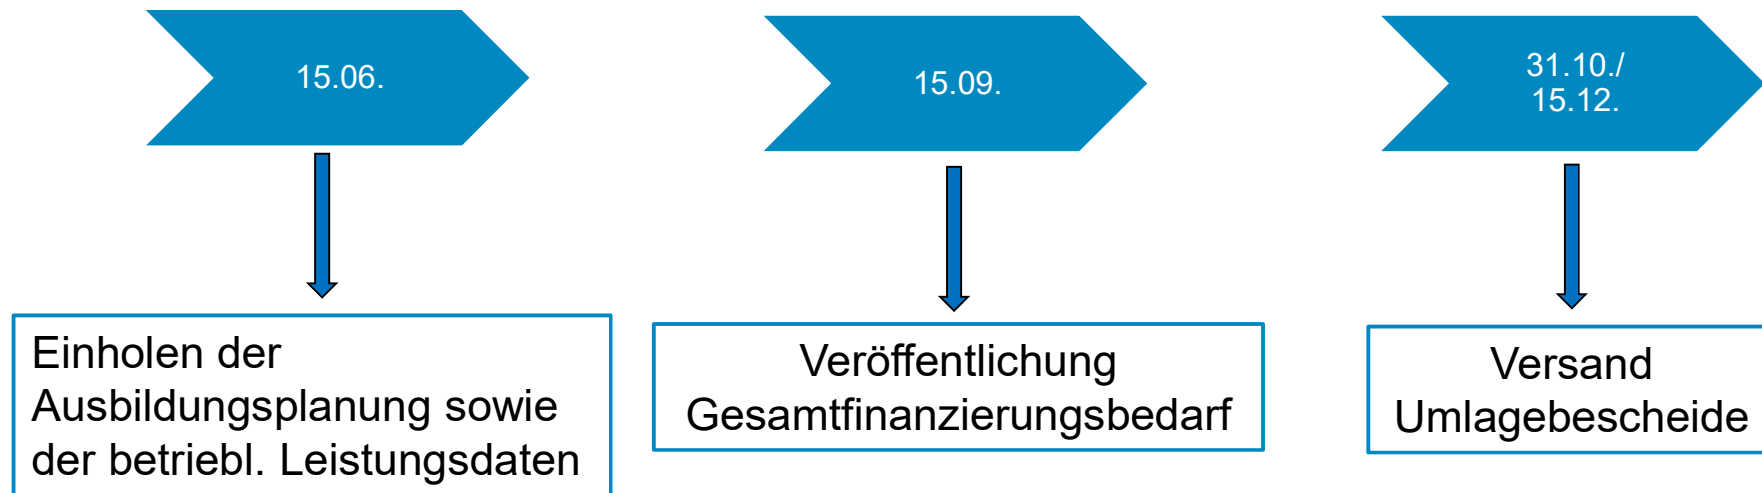 15.06.
15.09.
31.10./
15.12.
Einholen der
Ausbildungsplanung sowie
der betriebl. Leistungsdaten
Veröffentlichung
Gesamtfinanzierungsbedarf
Versand
Umlagebescheide